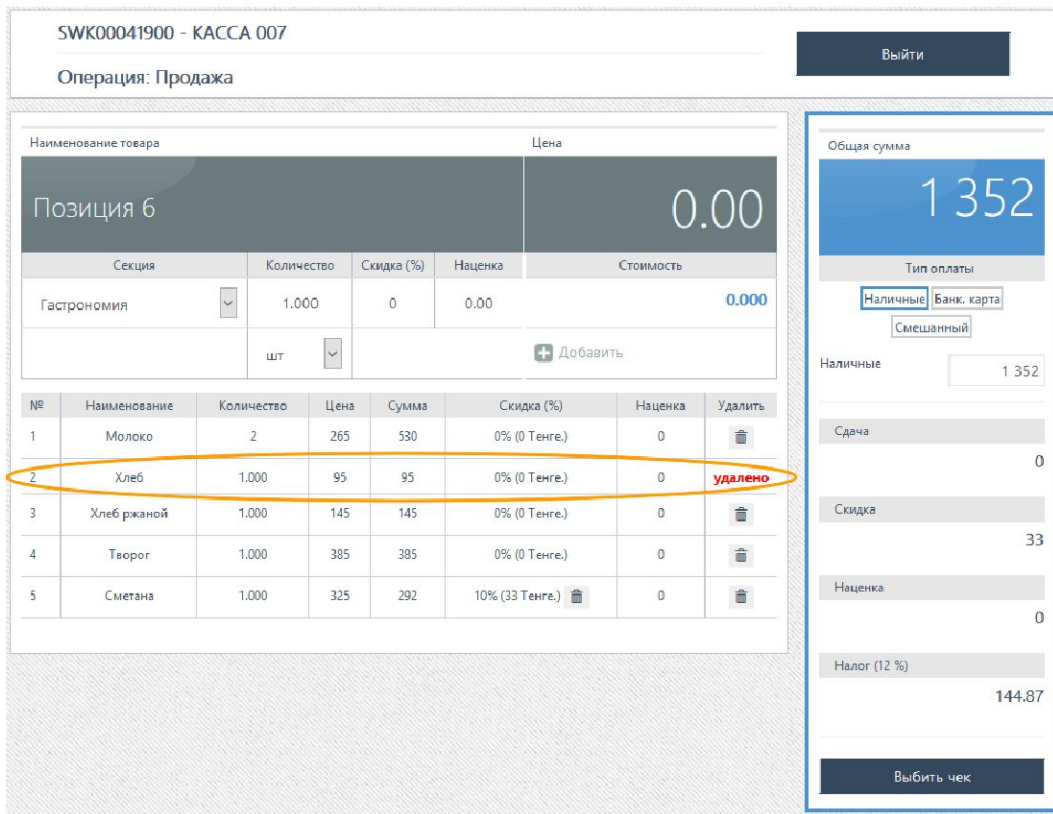 SWK00041900 - КАССА 007
Выйти
Операция: Продажа
Наименование товара Цена
Позиция 6 0.00
Секция Количество Скидка (%) Наценка Стоимость
Гастрономия 1.000 0 0.00 0.000
шт Добавить
№ Наименование Количество Цена Сумма Скидка (%) Наценка Удалить
1 Молоко 2 265 530 0% (0 Тенге.) 0
2 Хлеб 1.000 95 95 0% (0 Тенге.) 0 удалено
3 Хлеб ржаной 1.000 145 145 0% (0 Тенге.) 0
4 Творог 1.000 385 385 0% (0 Тенге.) 0
5 Сметана 1.000 325 292 10% (33 Тенге.) 0
Общая сумма
1 352
Тип оплаты
Наличные Банк. карта
Смешанный
Наличные 1 352
Сдача
0
Скидка
33
Наценка
0
Налог (12 %)
144.87
Выбить чек